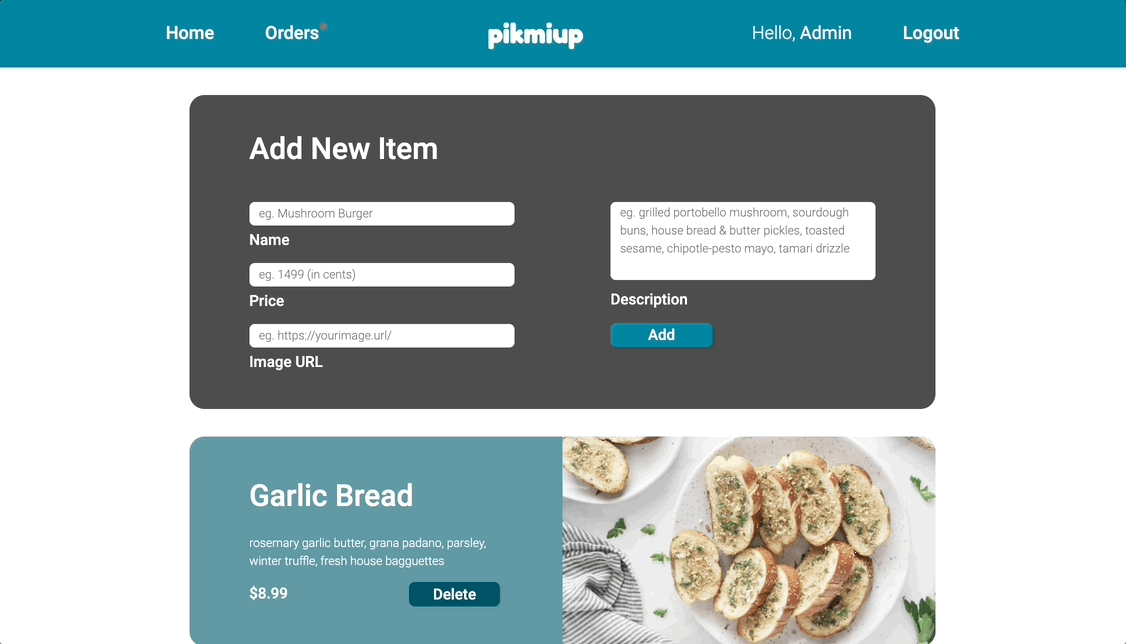 Home
Orders
pikmiup
Hello, Admin
Logout
Add New Item
eg. Mushroom Burger
Name
eg. 1499 (in cents)
Price
eg. https://yourimage.url/
Image URL
eg. grilled portobello mushroom, sourdough
buns, house bread & butter pickles, toasted
sesame, chipotle-pesto mayo, tamari drizzle
Description
Add
Garlic Bread
rosemary garlic butter, grana padano, parsley,
winter truffle, fresh house bagguettes
$8.99
Delete